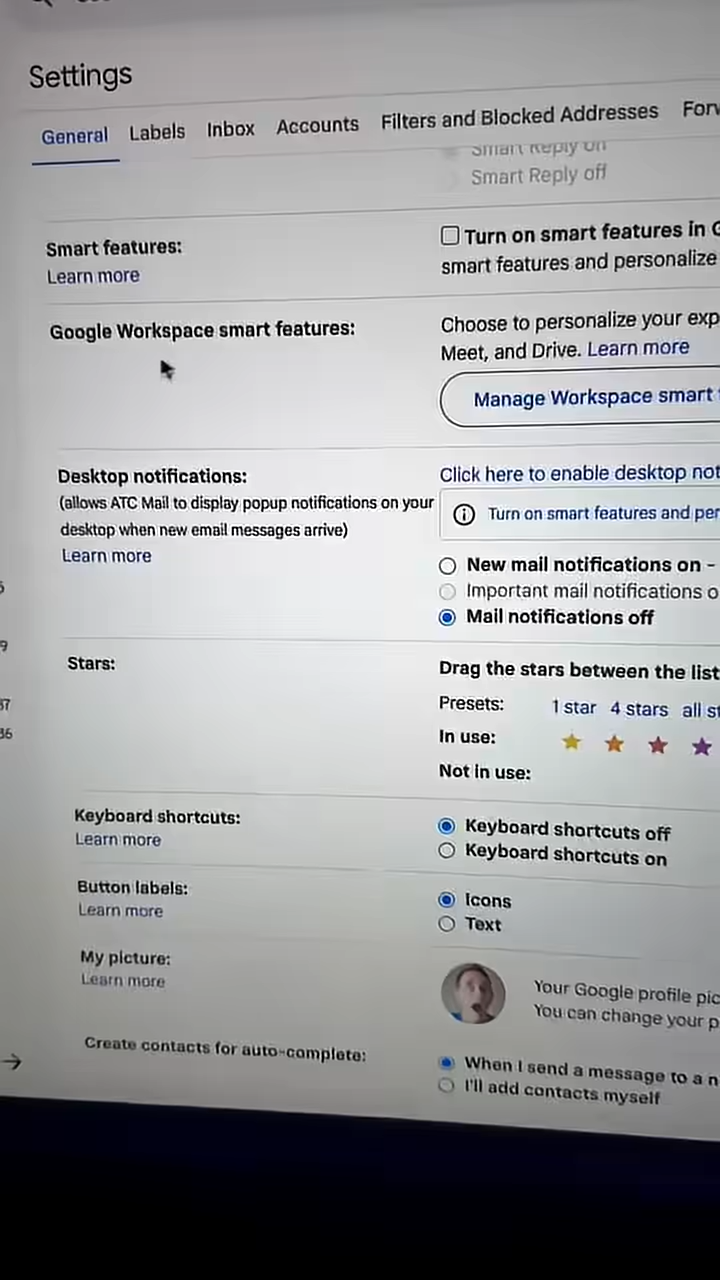 Settings
General Labels Inbox Accounts Filters and Blocked Addresses
Smart Reply on
Smart Reply off
Smart features:
Learn more
Turn on smart features in
smart features and personalize
Google Workspace smart features:
Choose to personalize your
Meet, and Drive. Learn more
Manage Workspace smart
Desktop notifications:
(allows ATC Mail to display popup notifications on your
desktop when new email messages arrive)
Learn more
Click here to enable desktop
Turn on smart features and
New mail notifications on -
Important mail notifications
Mail notifications off
Stars:
Drag the stars between the
Presets: 1 star 4 stars all
In use:
Not in use:
Keyboard shortcuts:
Learn more
Keyboard shortcuts off
Keyboard shortcuts on
Button labels:
Learn more
Icons
Text
My picture:
Learn more
Your Google profile
You can change your
Create contacts for auto-complete:
When I send a message to a
I'll add contacts myself